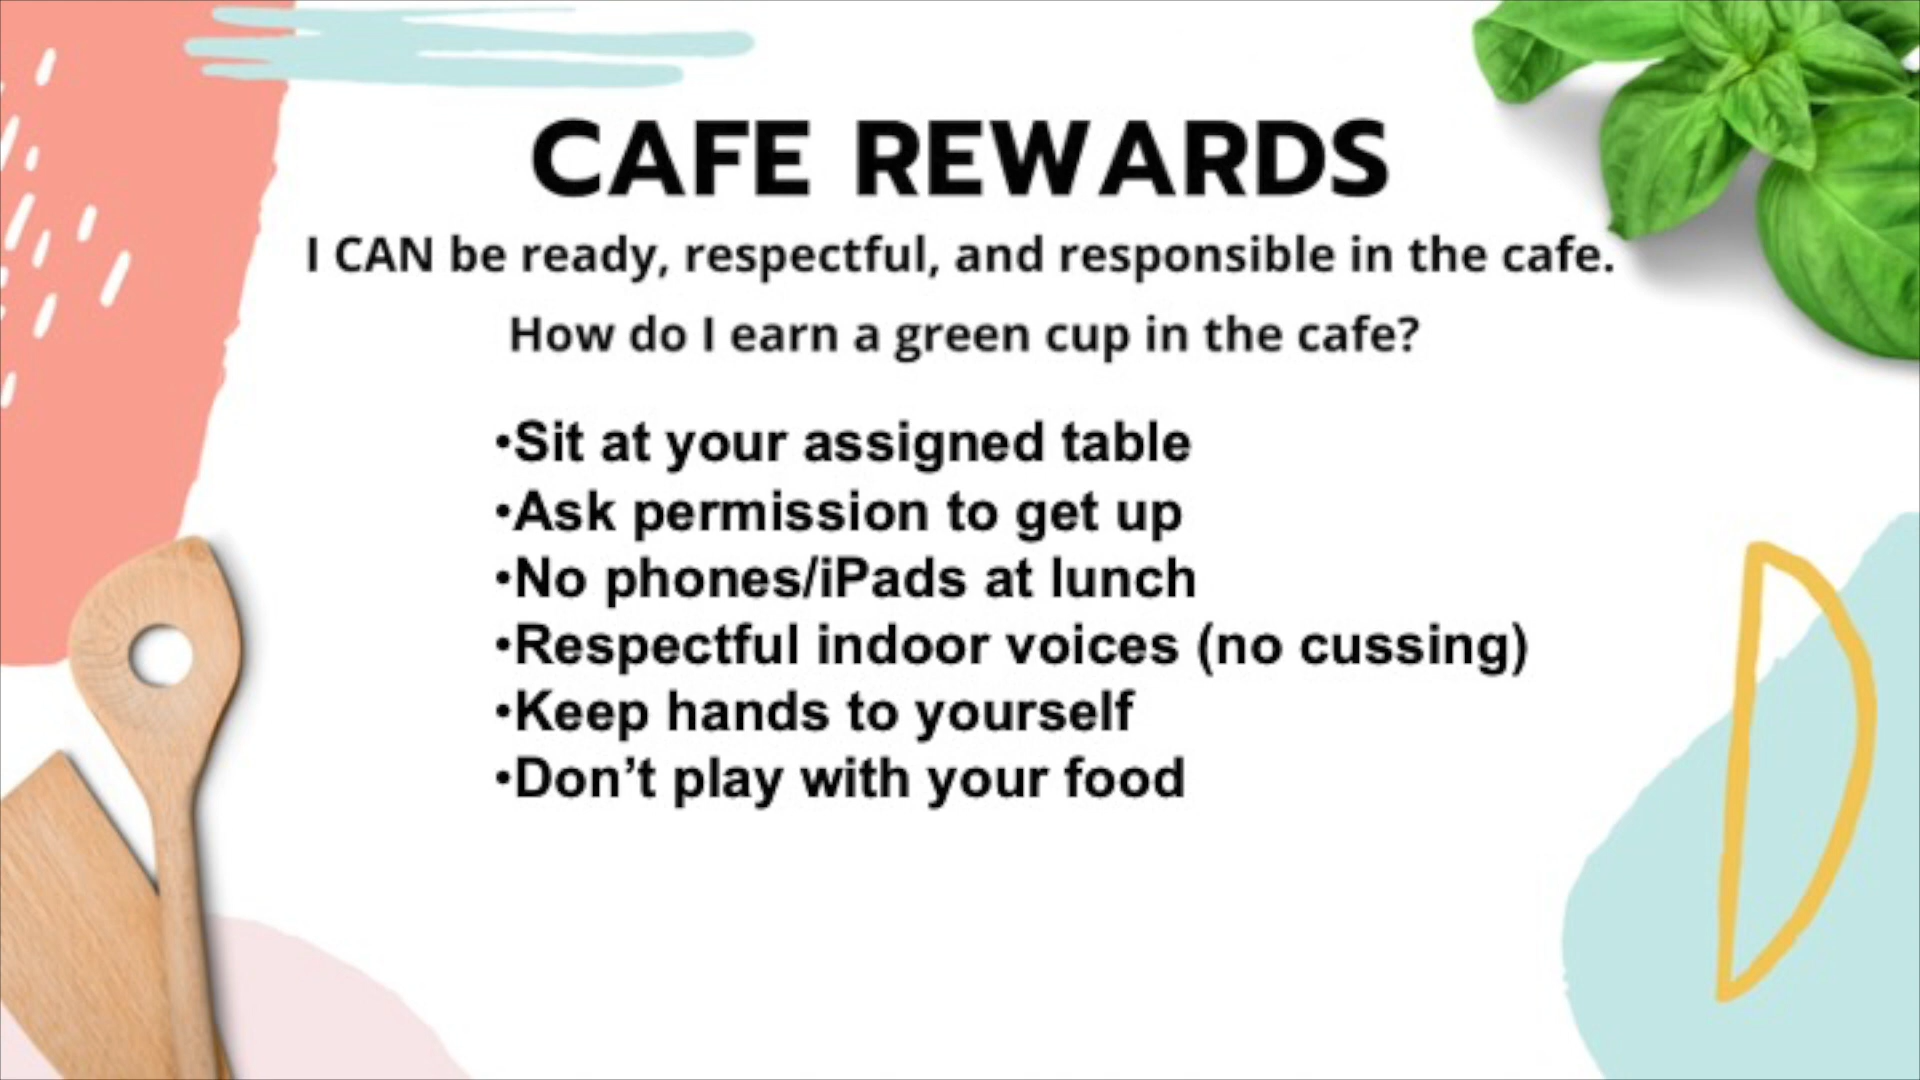 CAFE REWARDS
I CAN be ready, respectful, and responsible in the cafe.
How do I earn a green cup in the cafe?
•Sit at your assigned table
•Ask permission to get up
•No phones/iPads at lunch
•Respectful indoor voices (no cussing)
•Keep hands to yourself
•Don’t play with your food